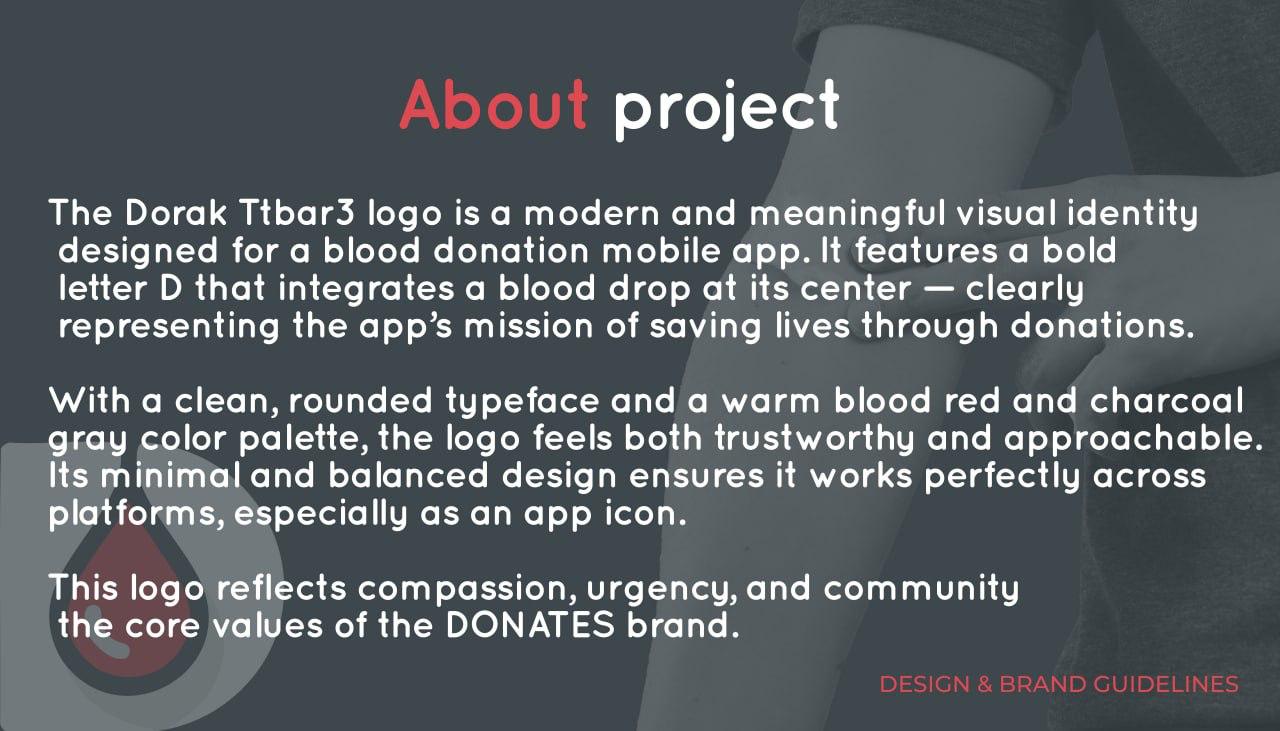 About project
The Dorak Ttbar3 logo is a modern and meaningful visual identity
designed for a blood donation mobile app. It features a bold
letter D that integrates a blood drop at its center — clearly
representing the app’s mission of saving lives through donations.
With a clean, rounded typeface and a warm blood red and charcoal
gray color palette, the logo feels both trustworthy and approachable.
Its minimal and balanced design ensures it works perfectly across
platforms, especially as an app icon.
This logo reflects compassion, urgency, and community
the core values of the DONATES brand.
DESIGN & BRAND GUIDELINES